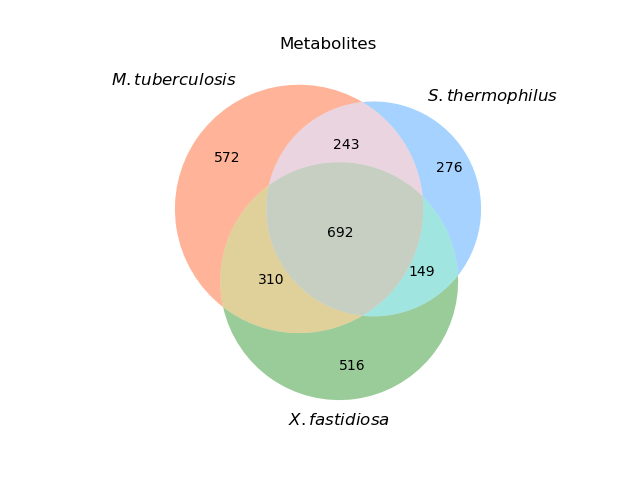 Metabolites
M. tuberculosis
S. thermophilus
572
243
276
692
310
149
516
X. fastidiosa